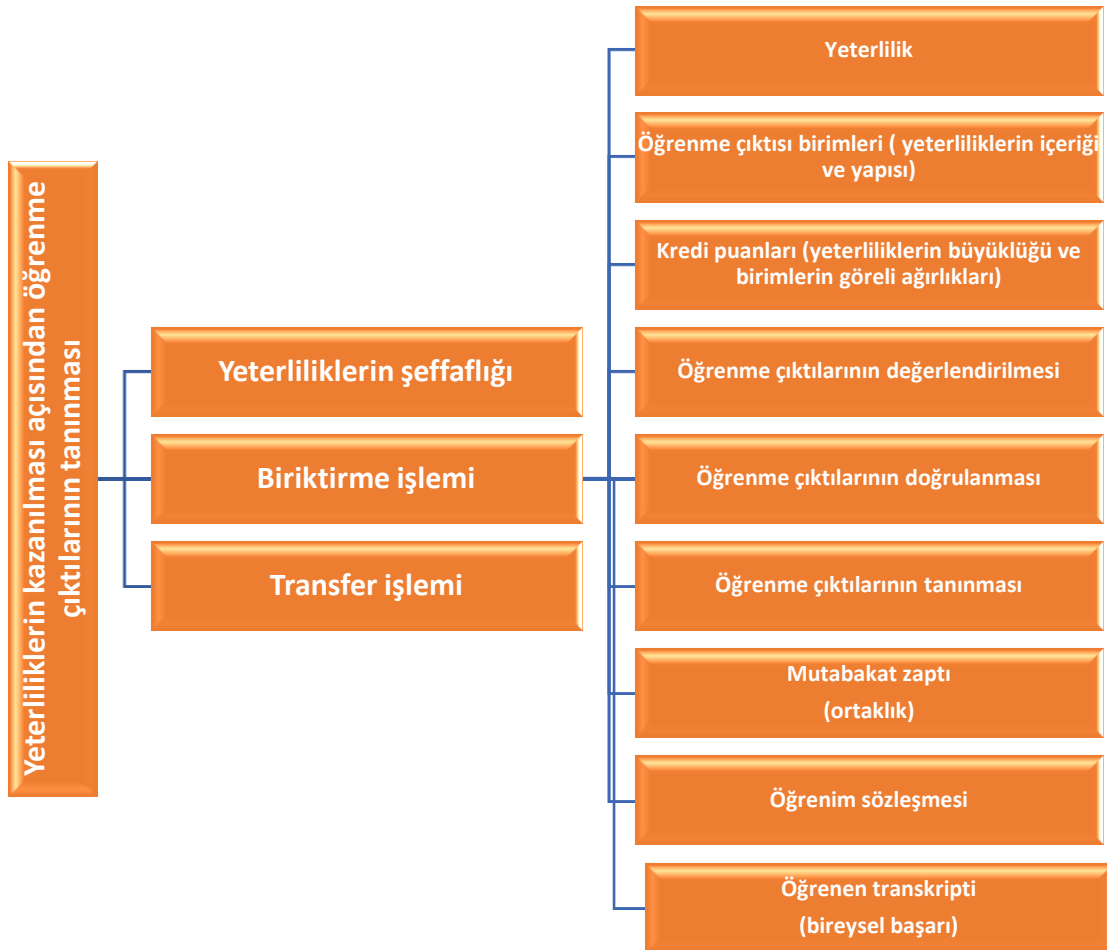 Yeterliliklerin kazanılması açısından öğrenme
çıktılarının tanınması
Yeterliliklerin şeffaflığı
Biriktirme işlemi
Transfer işlemi
Yeterlilik
Öğrenme çıktısı birimleri ( yeterliliklerin içeriği
ve yapısı)
Kredi puanları (yeterliliklerin büyüklüğü ve
birimlerin göreli ağırlıkları)
Öğrenme çıktılarının değerlendirilmesi
Öğrenme çıktılarının doğrulanması
Öğrenme çıktılarının tanınması
Mutabakat zaptı
(ortaklık)
Öğrenim sözleşmesi
Öğrenen transkripti
(bireysel başarı)